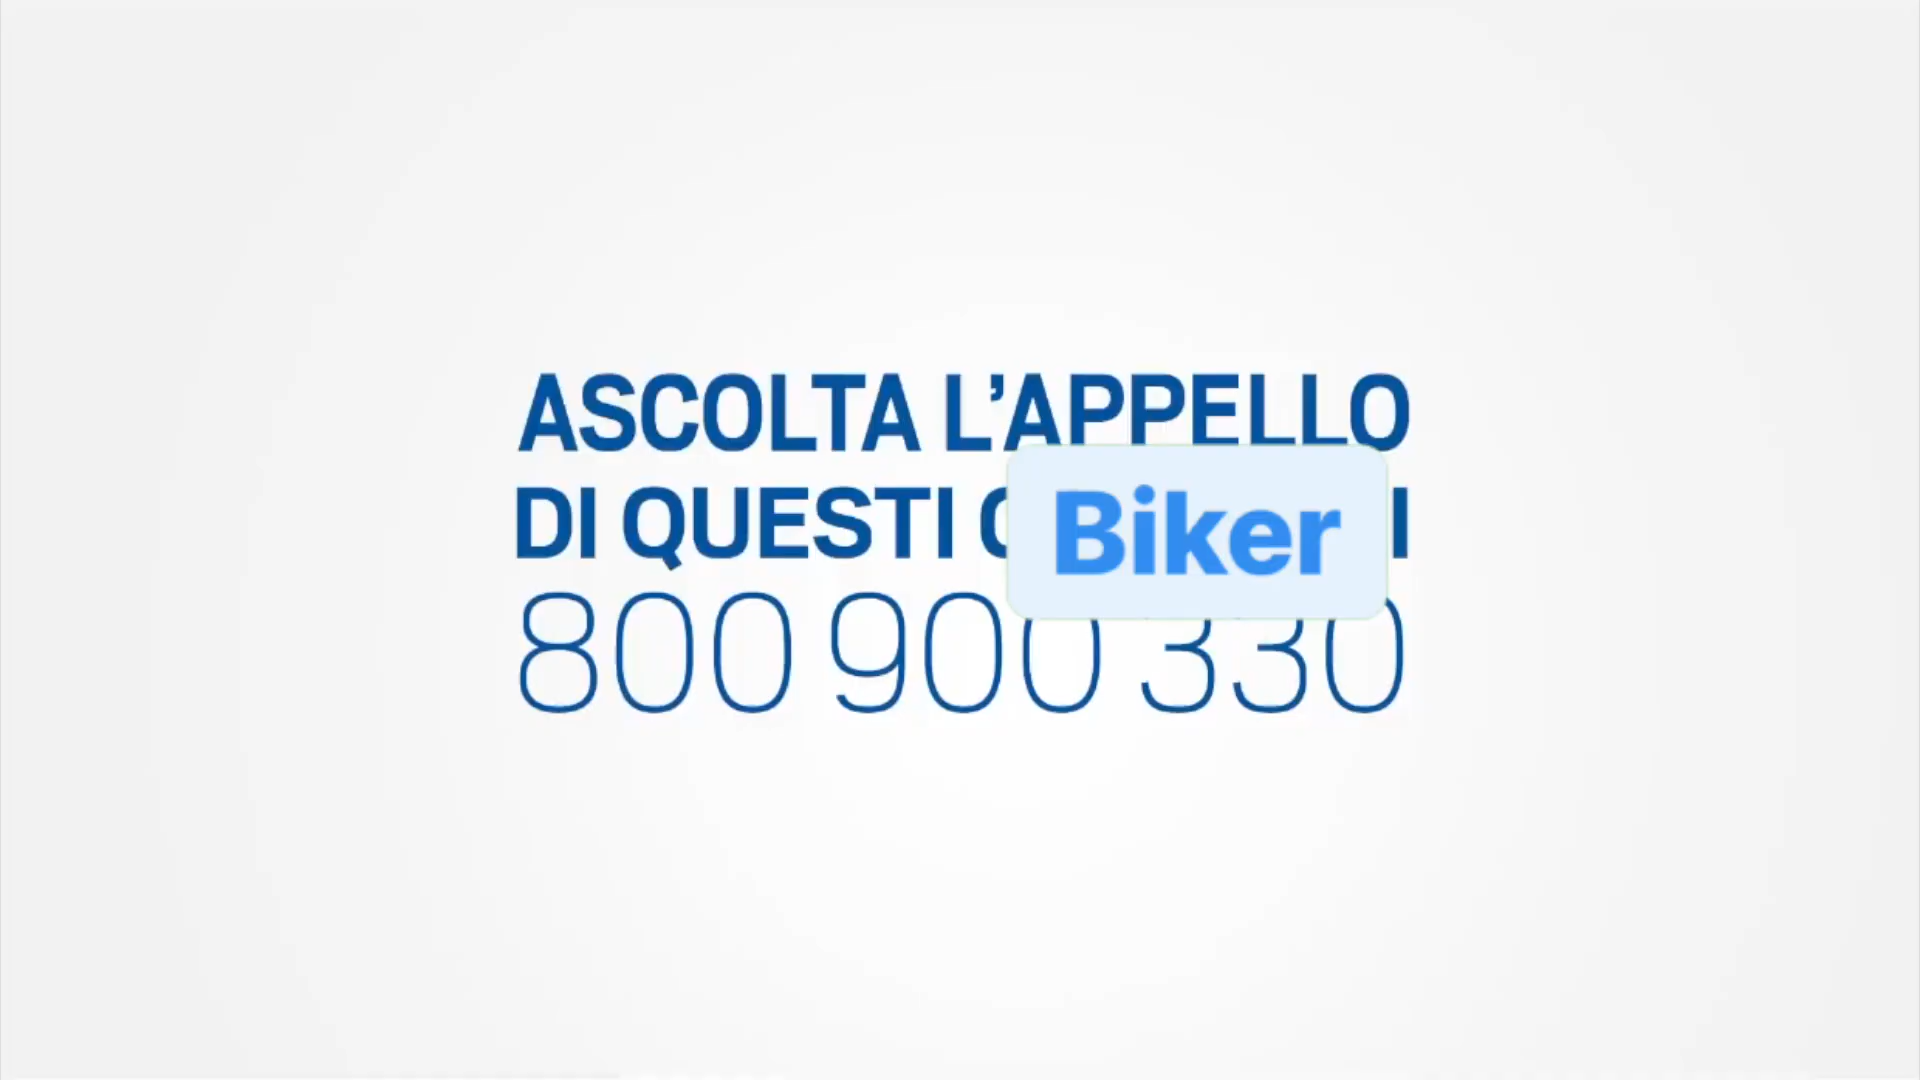 ASCOLTA L'APPELLO
DI QUESTI
Biker
800 900 330